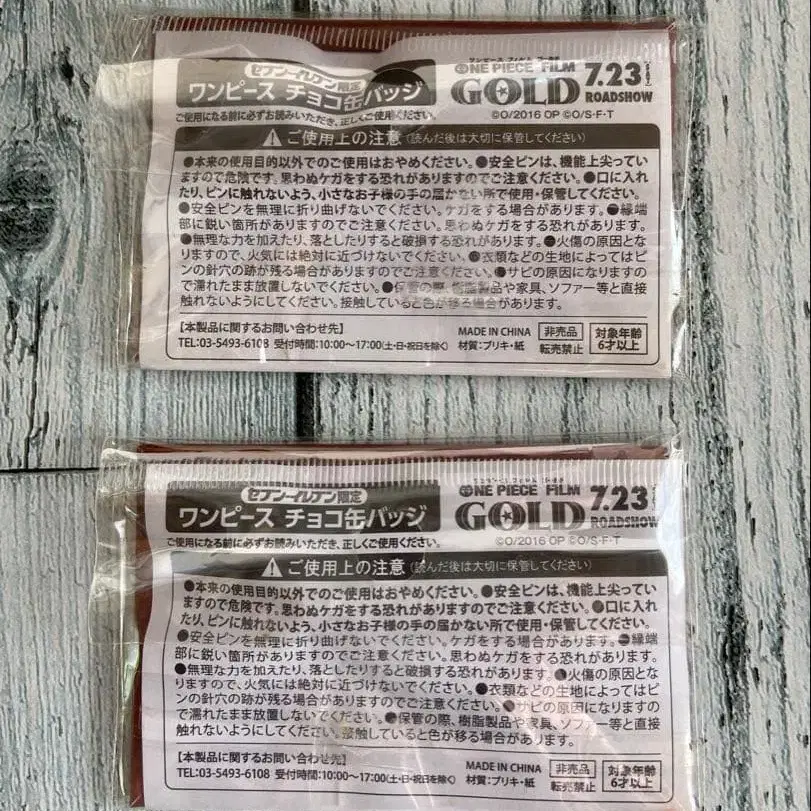 セブン-イレブン限定
ワンピース チョコ缶バッジ
ご使用になる前に必ずお読みいただき、正しくご使用ください。
ワンピース フィルム ゴールド
ONE PIECE FILM
GOLD
7.23
ROADSHOW
©O/2016 OP ©O/S・F・T
ご使用上の注意(読んだ後は大切に保管してください)
●本来の使用目的以外でのご使用はおやめください。●安全ピンは、機能上尖ってい
ますので危険です。思わぬケガをする恐れがありますのでご注意ください。●口に入れ
たり、ピンに触れないよう、小さなお子様の手の届かない所で使用・保管してください。
●安全ピンを無理に折り曲げないでください。ケガをする場合があります。●縁端
部に鋭い箇所がありますのでご注意ください。思わぬケガをする恐れがあります。
●無理な力を加えたり、落としたりすると破損する恐れがあります。●火傷の原因とな
りますので、火気には絶対に近づけないでください。●衣類などの生地によってはピ
ンの針穴の跡が残る場合がありますのでご注意ください。●サビの原因になりますの
で濡れたまま放置しないでください。●保管の際、樹脂製品や家具、ソファー等と直接
触れないようにしてください。接触していると色が移る場合があります。
【本製品に関するお問い合わせ先】
TEL:03-5493-6108 受付時間:10:00〜17:00(土・日・祝日を除く)
MADE IN CHINA
材質:ブリキ・紙
非売品
転売禁止
対象年齢
6才以上
セブン-イレブン限定
ワンピース チョコ缶バッジ
ご使用になる前に必ずお読みいただき、正しくご使用ください。
ONE PIECE FILM
GOLD
7.23
ROADSHOW
©O/2016 OP ©O/S・F・T
ご使用上の注意(読んだ後は大切に保管してください)
●本来の使用目的以外でのご使用はおやめください。●安全ピンは、機能上尖ってい
ますので危険です。思わぬケガをする恐れがありますのでご注意ください。●口に入れ
たり、ピンに触れないよう、小さなお子様の手の届かない所で使用・保管してください。
●安全ピンを無理に折り曲げないでください。ケガをする場合があります。●縁端
部に鋭い箇所がありますのでご注意ください。思わぬケガをする恐れがあります。
●無理な力を加えたり、落としたりすると破損する恐れがあります。●火傷の原因とな
りますので、火気には絶対に近づけないでください。●衣類などの生地によってはピン
の針穴の跡が残る場合がありますのでご注意ください。●サビの原因になりますの
で濡れたまま放置しないでください。●保管の際、樹脂製品や家具、ソファー等と直接
触れないようにしてください。接触していると色が移る場合があります。
【本製品に関するお問い合わせ先】
TEL:03-5493-6108 受付時間:10:00〜17:00(土・日・祝日を除く)
MADE IN CHINA
材質:ブリキ・紙
非売品
転売禁止
対象年齢
6才以上